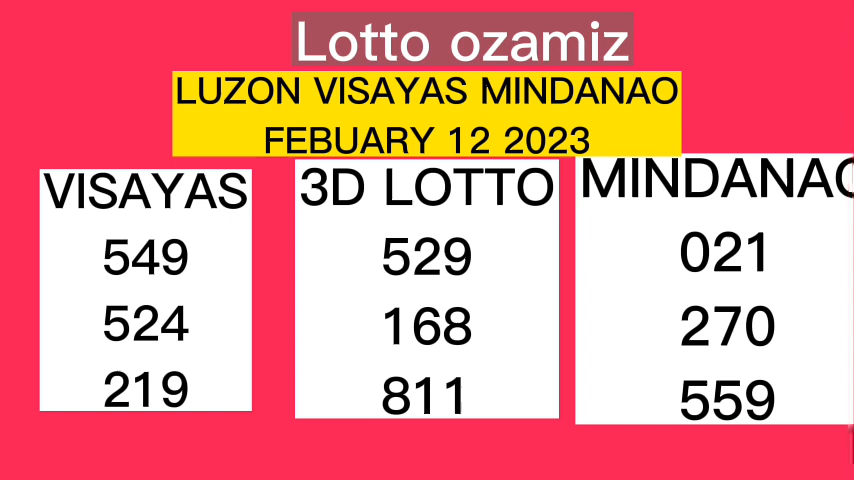 Lotto ozamiz
LUZON VISAYAS MINDANAO
FEBUARY 12 2023
VISAYAS
549
524
219
3D LOTTO
529
168
811
MINDANAO
021
270
559